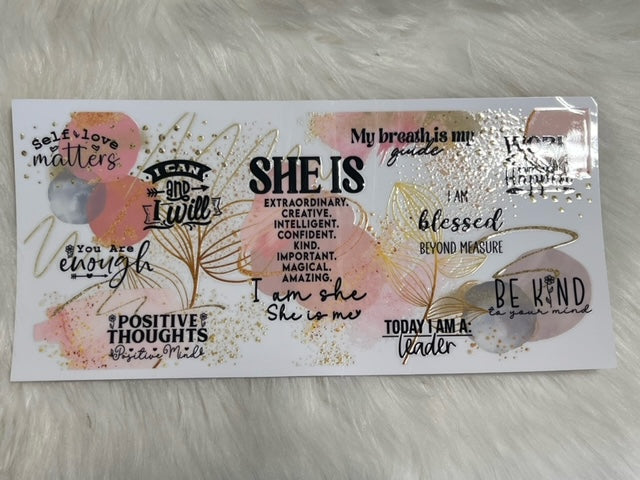 Self love
matters.
I CAN
and
I will
You Are
enough
POSITIVE
THOUGHTS
Positive Mind
SHE IS
EXTRAORDINARY.
CREATIVE.
INTELLIGENT.
CONFIDENT.
KIND.
IMPORTANT.
MAGICAL.
AMAZING.
I am she
She is me
My breath is my
guide
I AM
blessed
BEYOND MEASURE
TODAY I AM A:
leader
BE KIND
to your mind